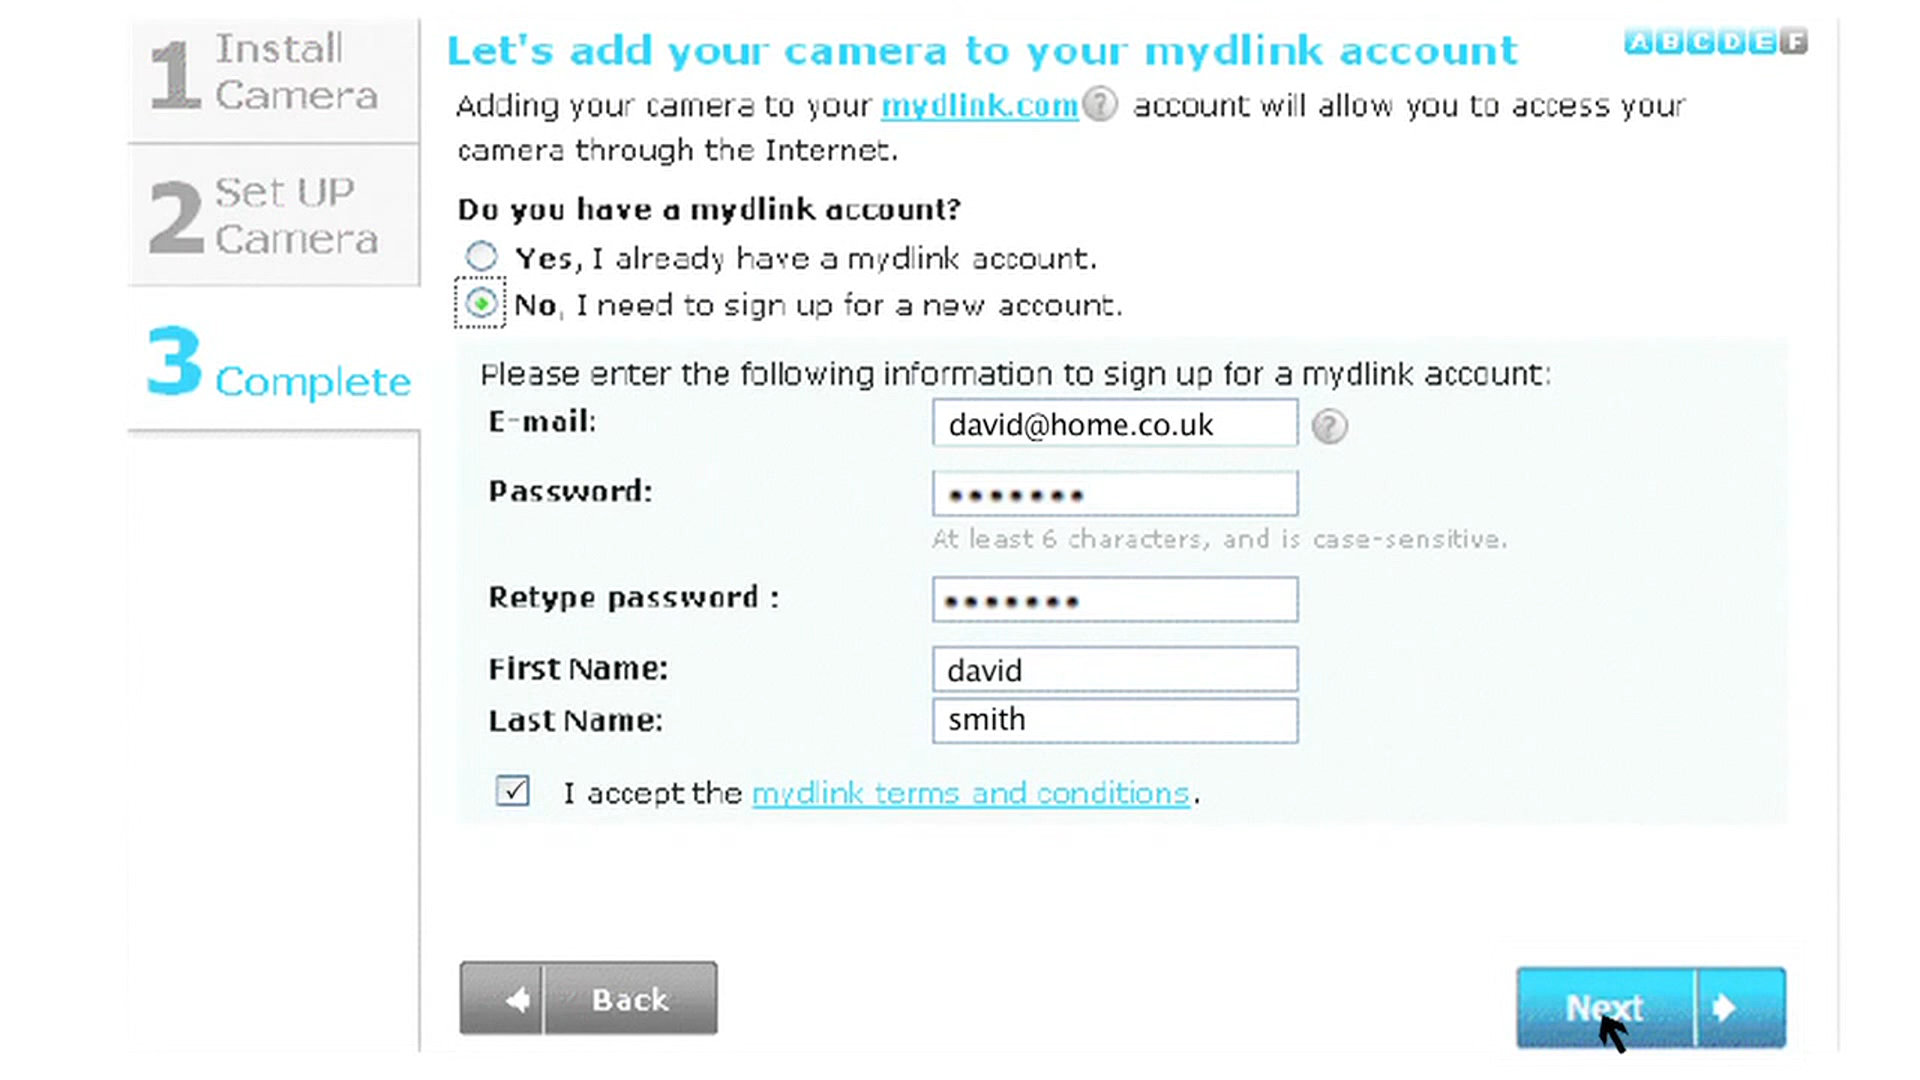 1 Install Camera
2 Set UP Camera
3 Complete
Let's add your camera to your mydlink account
A B C D E F
Adding your camera to your mydlink.com ? account will allow you to access your
camera through the Internet.
Do you have a mydlink account?
Yes, I already have a mydlink account.
No, I need to sign up for a new account.
Please enter the following information to sign up for a mydlink account:
E-mail: david@home.co.uk ?
Password: •••••••
At least 6 characters, and is case-sensitive.
Retype password : •••••••
First Name: david
Last Name: smith
I accept the mydlink terms and conditions.
Back
Next